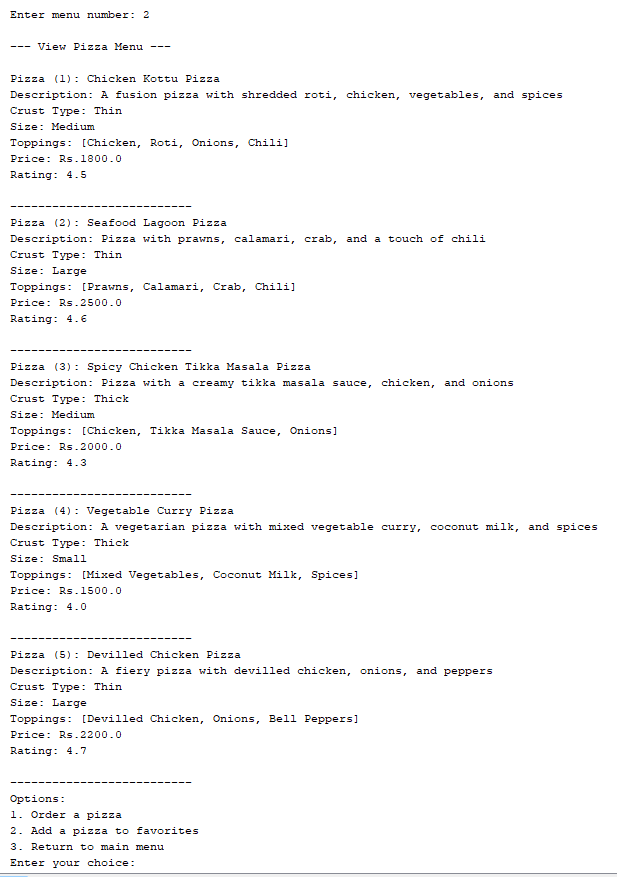 Enter menu number: 2
--- View Pizza Menu ---
Pizza (1): Chicken Kottu Pizza
Description: A fusion pizza with shredded roti, chicken, vegetables, and spices
Crust Type: Thin
Size: Medium
Toppings: [Chicken, Roti, Onions, Chili]
Price: Rs.1800.0
Rating: 4.5
--------------------------
Pizza (2): Seafood Lagoon Pizza
Description: Pizza with prawns, calamari, crab, and a touch of chili
Crust Type: Thin
Size: Large
Toppings: [Prawns, Calamari, Crab, Chili]
Price: Rs.2500.0
Rating: 4.6
--------------------------
Pizza (3): Spicy Chicken Tikka Masala Pizza
Description: Pizza with a creamy tikka masala sauce, chicken, and onions
Crust Type: Thick
Size: Medium
Toppings: [Chicken, Tikka Masala Sauce, Onions]
Price: Rs.2000.0
Rating: 4.3
--------------------------
Pizza (4): Vegetable Curry Pizza
Description: A vegetarian pizza with mixed vegetable curry, coconut milk, and spices
Crust Type: Thick
Size: Small
Toppings: [Mixed Vegetables, Coconut Milk, Spices]
Price: Rs.1500.0
Rating: 4.0
--------------------------
Pizza (5): Devilled Chicken Pizza
Description: A fiery pizza with devilled chicken, onions, and peppers
Crust Type: Thin
Size: Large
Toppings: [Devilled Chicken, Onions, Bell Peppers]
Price: Rs.2200.0
Rating: 4.7
--------------------------
Options:
1. Order a pizza
2. Add a pizza to favorites
3. Return to main menu
Enter your choice: